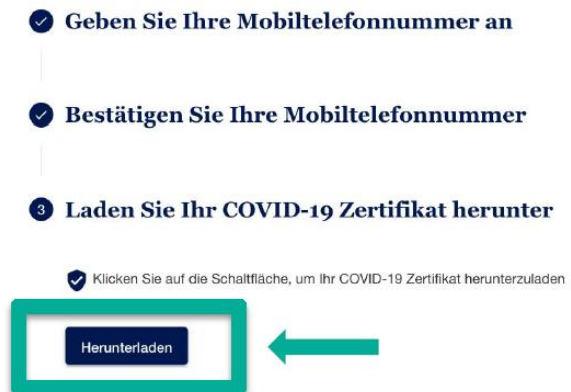 Geben Sie Ihre Mobiltelefonnummer an
Bestätigen Sie Ihre Mobiltelefonnummer
3 Laden Sie Ihr COVID-19 Zertifikat herunter
Klicken Sie auf die Schaltfläche, um Ihr COVID-19 Zertifikat herunterzuladen
Herunterladen